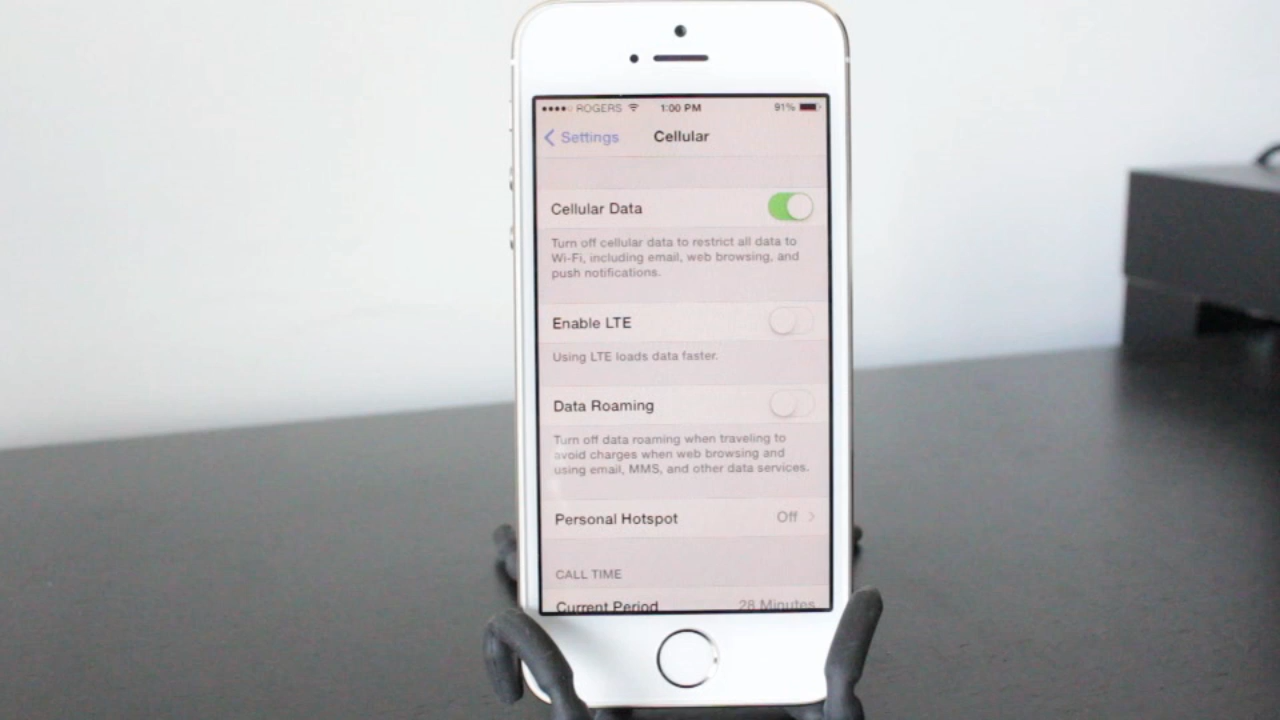 ROGERS 1:00 PM 91%
Settings Cellular
Cellular Data
Turn off cellular data to restrict all data to
Wi-Fi, including email, web browsing, and
push notifications.
Enable LTE
Using LTE loads data faster.
Data Roaming
Turn off data roaming when traveling to
avoid charges when web browsing and
using email, MMS, and other data services.
Personal Hotspot Off
CALL TIME
Current Period 28 Minutes